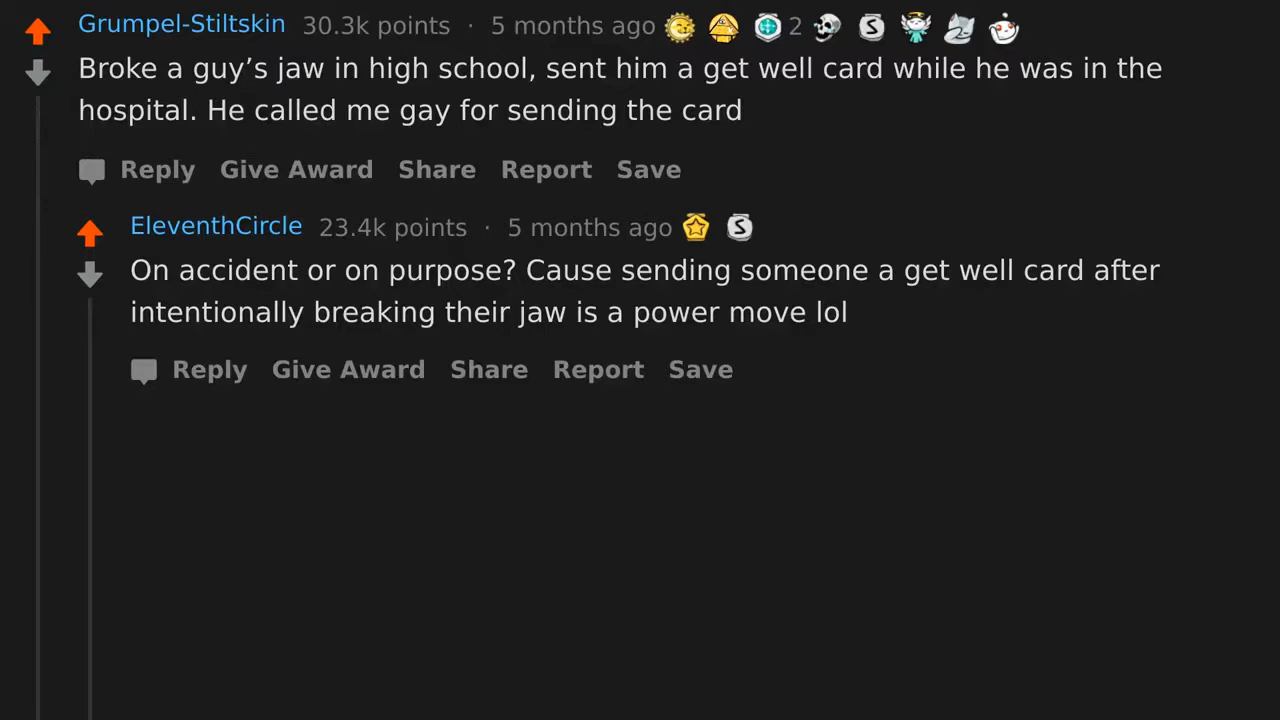 Grumpel-Stiltskin 30.3k points · 5 months ago 2
Broke a guy’s jaw in high school, sent him a get well card while he was in the
hospital. He called me gay for sending the card
Reply Give Award Share Report Save
EleventhCircle 23.4k points · 5 months ago
On accident or on purpose? Cause sending someone a get well card after
intentionally breaking their jaw is a power move lol
Reply Give Award Share Report Save